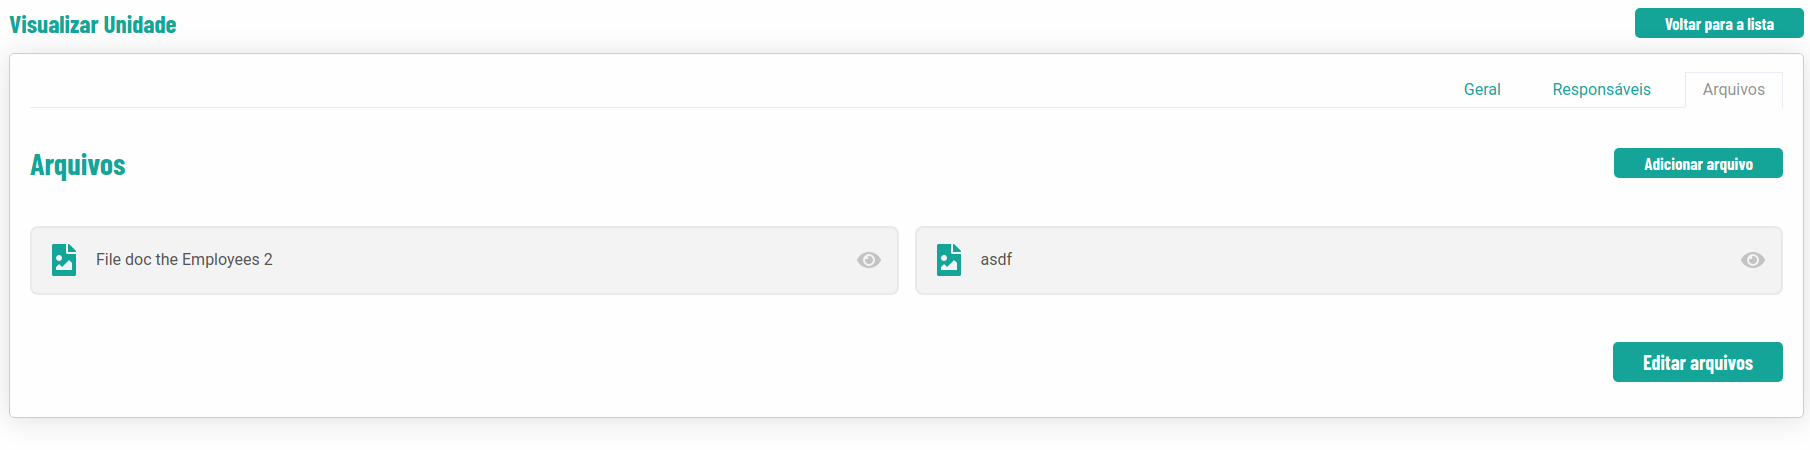 Visualizar Unidade
Voltar para a lista
Geral
Responsáveis
Arquivos
Arquivos
Adicionar arquivo
File doc the Employees 2
asdf
Editar arquivos